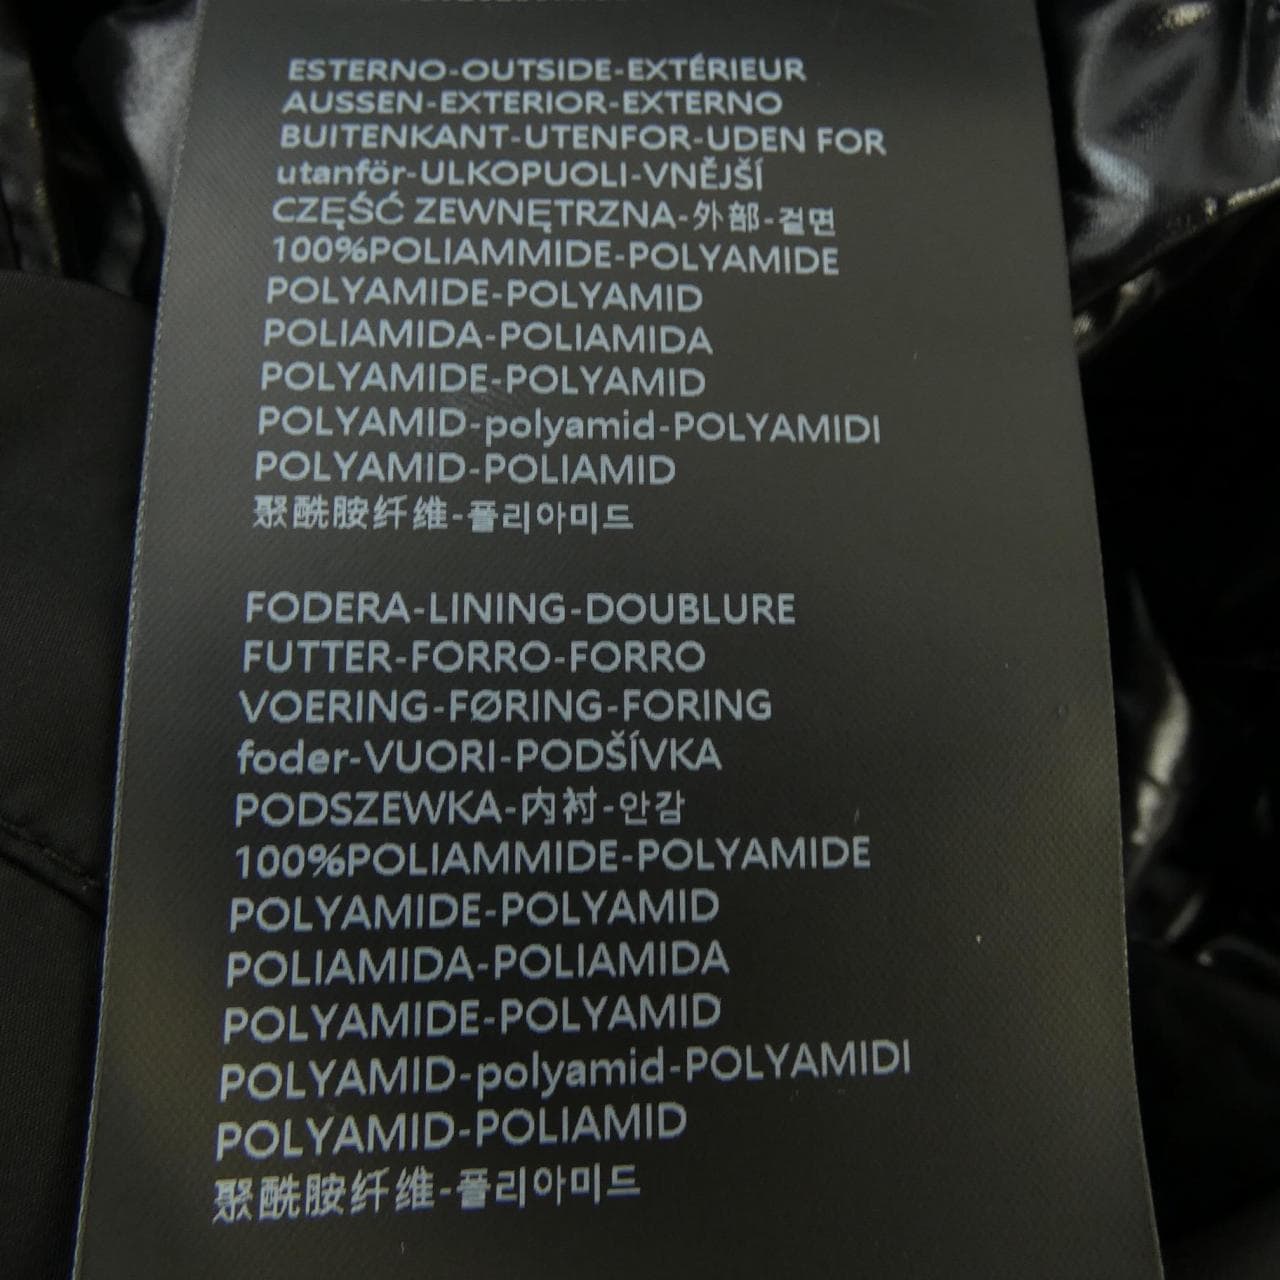 ESTERNO-OUTSIDE-EXTÉRIEUR
AUSSEN-EXTERIOR-EXTERNO
BUITENKANT-UTENFOR-UDEN FOR
utanför-ULKOPUOLI-VNĚJŠÍ
CZĘŚĆ ZEWNĘTRZNA-外部-겉면
100%POLIAMMIDE-POLYAMIDE
POLYAMIDE-POLYAMID
POLIAMIDA-POLIAMIDA
POLYAMIDE-POLYAMID
POLYAMID-polyamid-POLYAMIDI
POLYAMID-POLIAMID
聚酰胺纤维-폴리아미드
FODERA-LINING-DOUBLURE
FUTTER-FORRO-FORRO
VOERING-FØRING-FORING
foder-VUORI-PODŠÍVKA
PODSZEWKA-内衬-안감
100%POLIAMMIDE-POLYAMIDE
POLYAMIDE-POLYAMID
POLIAMIDA-POLIAMIDA
POLYAMIDE-POLYAMID
POLYAMID-polyamid-POLYAMIDI
POLYAMID-POLIAMID
聚酰胺纤维-폴리아미드